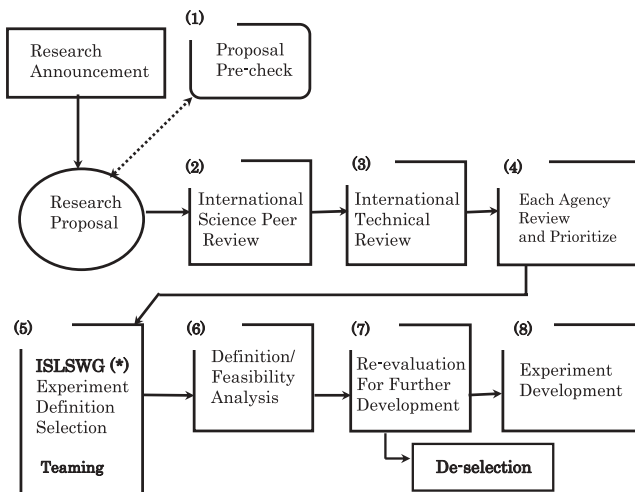 (1)
Research
Announcement
Proposal
Pre-check
Research
Proposal
(2)
International
Science Peer
Review
(3)
International
Technical
Review
(4)
Each Agency
Review
and Prioritize
(5)
ISLSWG (*)
Experiment
Definition
Selection
Teaming
(6)
Definition/
Feasibility
Analysis
(7)
Re-evaluation
For Further
Development
(8)
Experiment
Development
De-selection